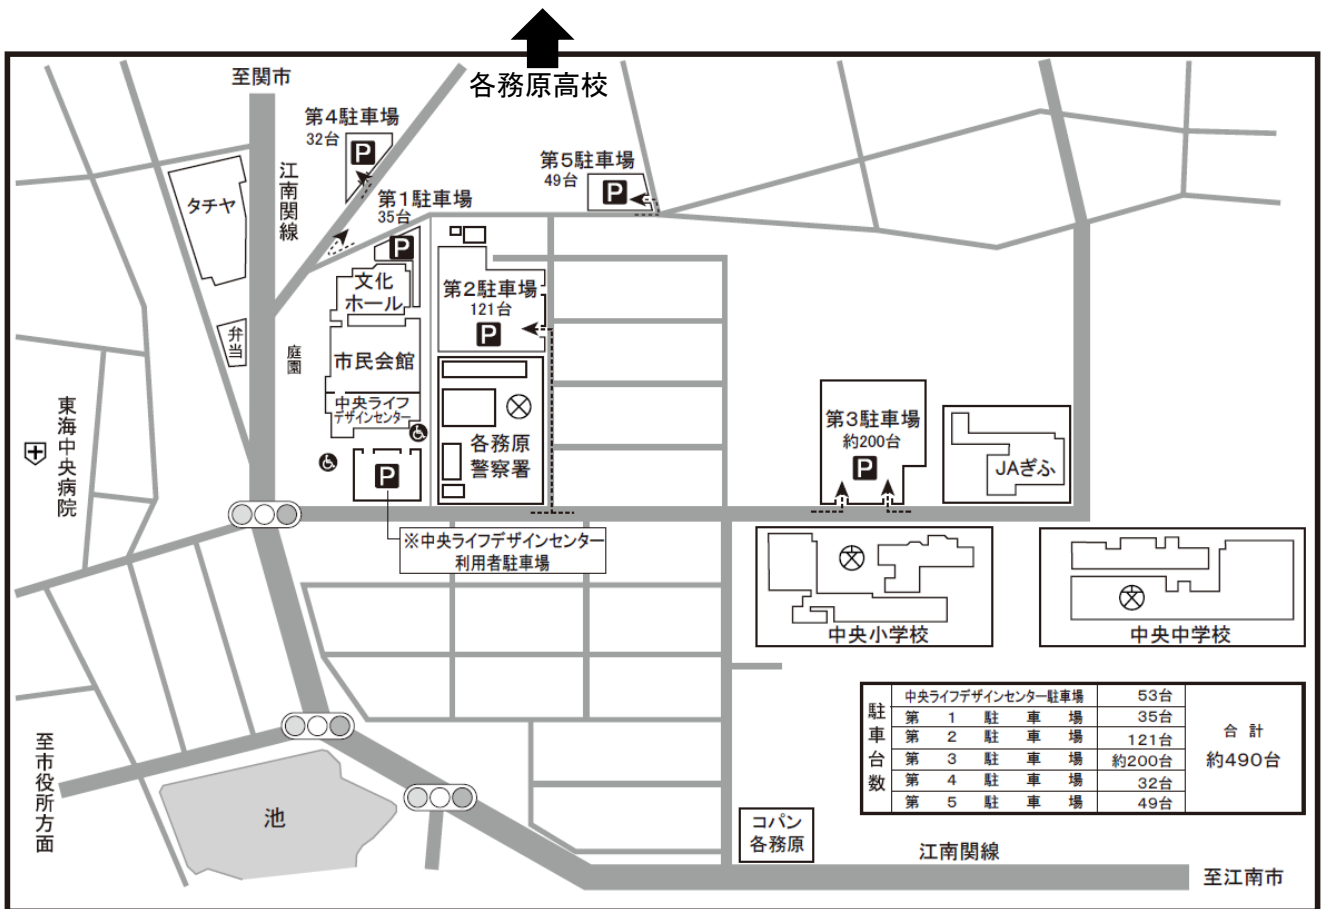 各務原高校
至関市
第4駐車場
32台
P
江南関線
第5駐車場
49台
P
タチヤ
第1駐車場
35台
P
文化
ホール
第2駐車場
121台
P
弁当
庭園
市民会館
中央ライフ
デザインセンター
P
各務原
警察署
東海中央病院
第3駐車場
約200台
P
JAぎふ
※中央ライフデザインセンター
利用者駐車場
中央小学校
中央中学校
駐車台数
中央ライフデザインセンター駐車場 53台
第1駐車場 35台
第2駐車場 121台
第3駐車場 約200台
第4駐車場 32台
第5駐車場 49台
合計
約490台
至市役所方面
池
コパン
各務原
江南関線
至江南市